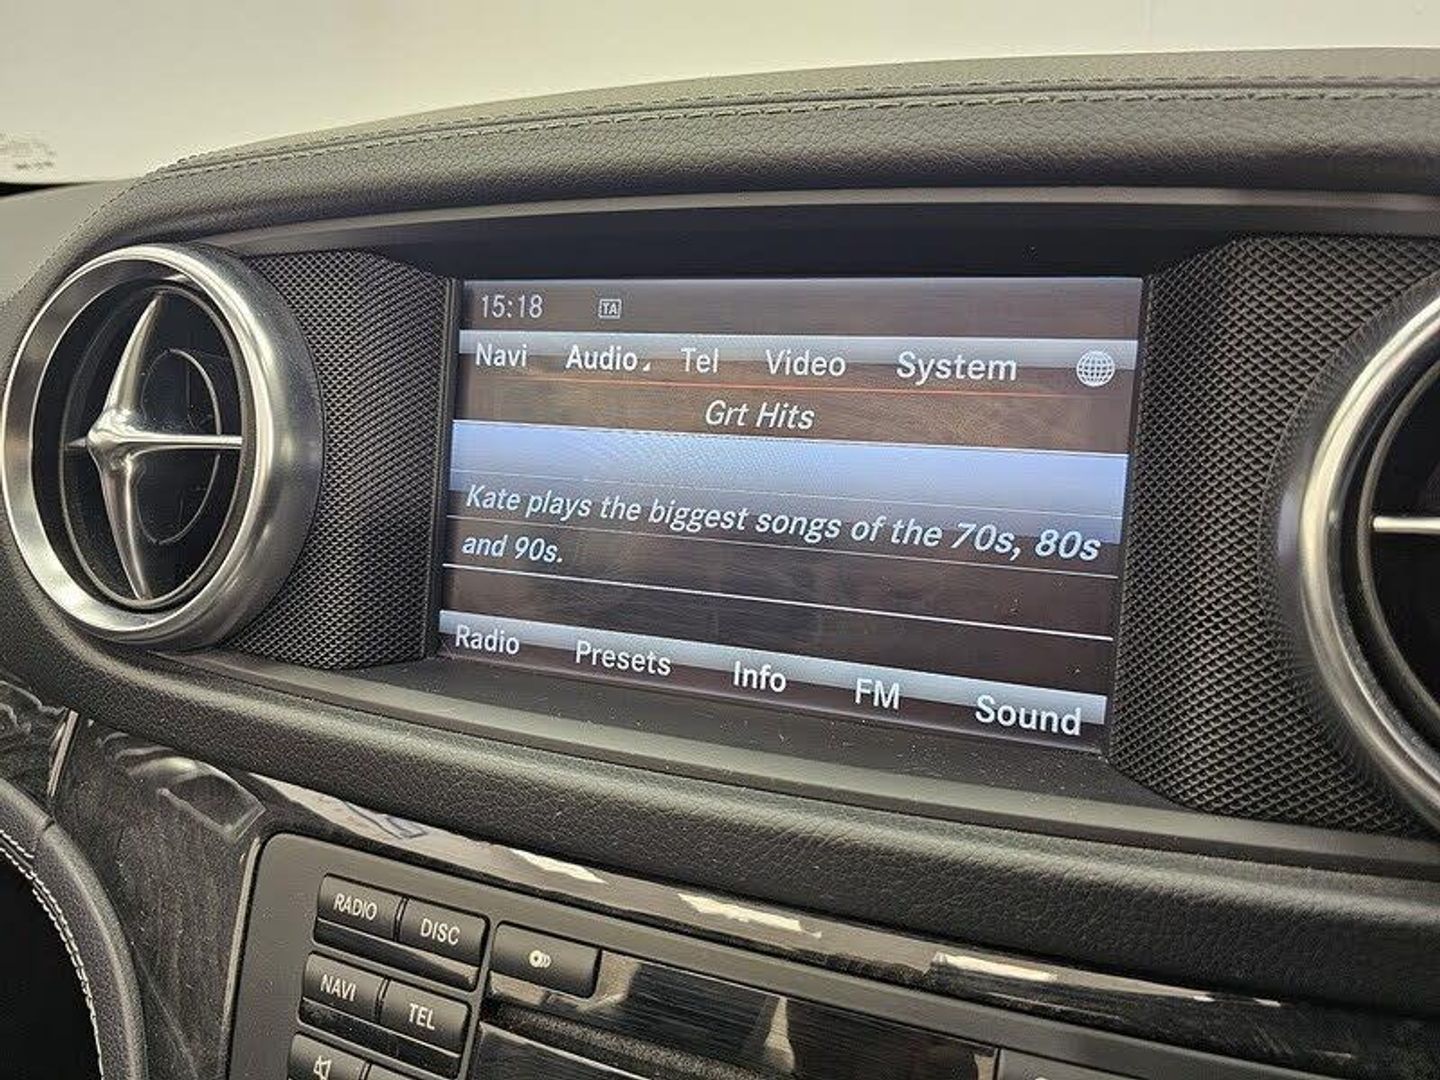 15:18 TA
Navi Audio Tel Video System
Grt Hits
Kate plays the biggest songs of the 70s, 80s
and 90s.
Radio Presets Info FM Sound
RADIO DISC
NAVI TEL